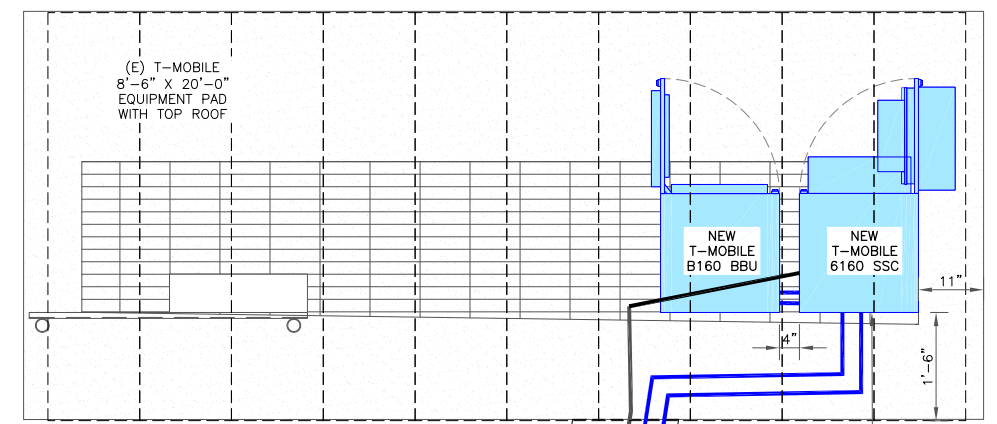 (E) T-MOBILE
8'-6" X 20'-0"
EQUIPMENT PAD
WITH TOP ROOF
NEW
T-MOBILE
B160 BBU
NEW
T-MOBILE
6160 SSC
11"
4"
1'-6"